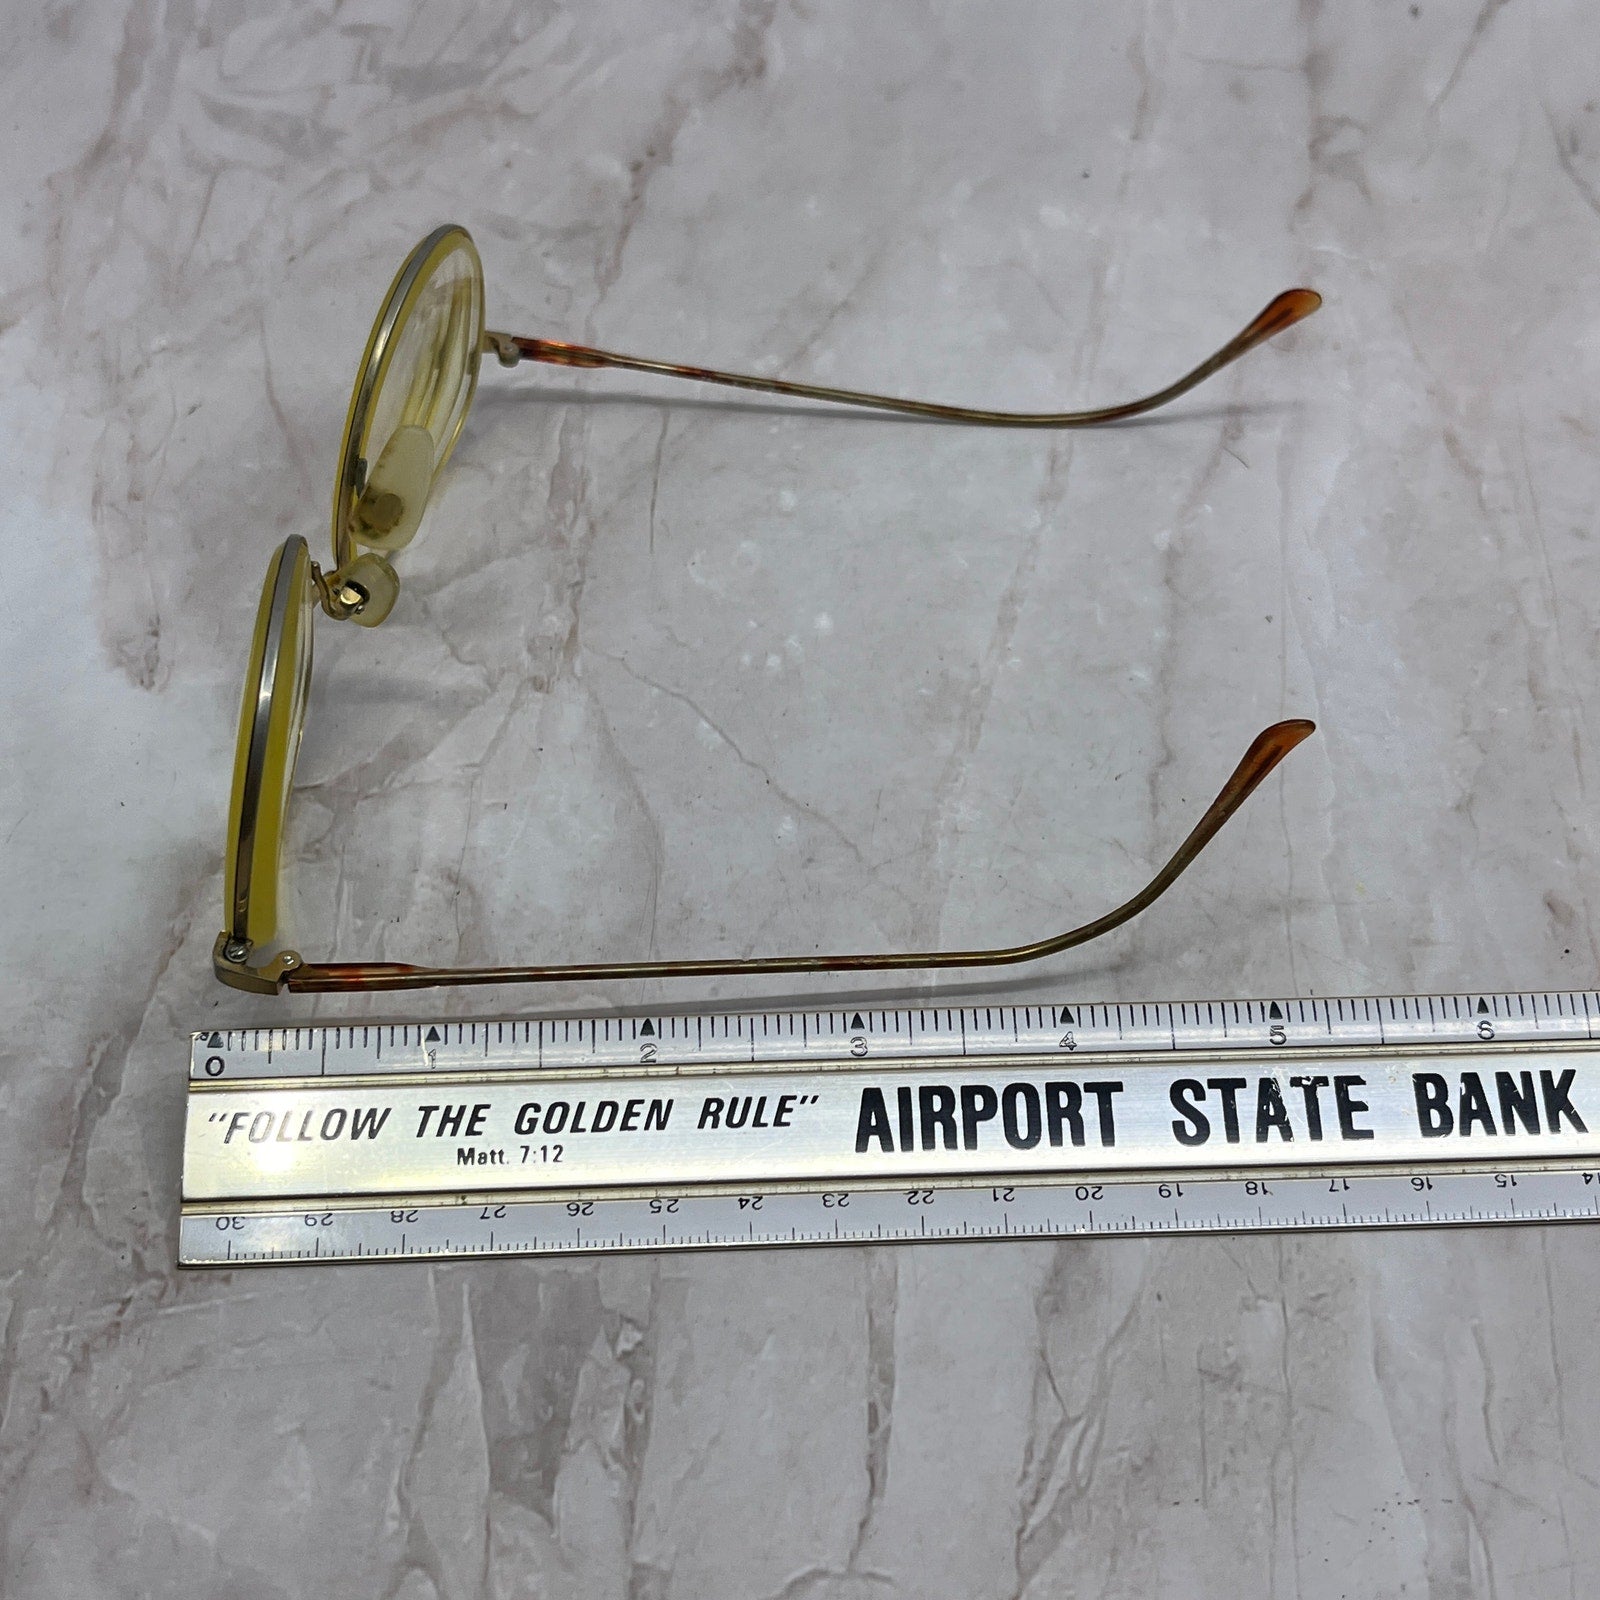 0 1 2 3 4 5 6
"FOLLOW THE GOLDEN RULE" AIRPORT STATE BANK
Matt. 7:12
30 29 28 27 26 25 24 23 22 21 20 19 18 17 16 15 14